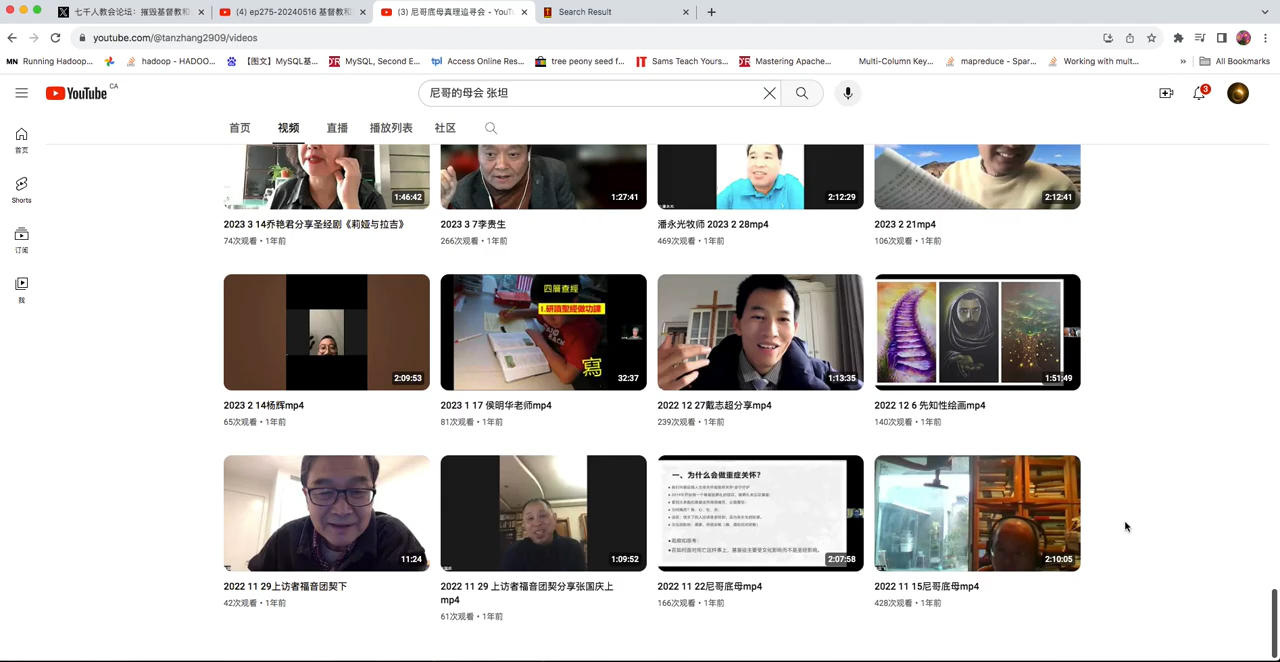 七千人教会论坛：摧毁基督教和
(4) ep275-20240516 基督教和
(3) 尼哥底母真理追寻会 - YouTu
Search Result
youtube.com/@tanzhang2909/videos
Running Hadoop...
hadoop - HADOO...
【图文】MySQL基...
MySQL, Second E...
Access Online Res...
tree peony seed f...
Sams Teach Yours...
Mastering Apache...
Multi-Column Key...
mapreduce - Spar...
Working with mult...
All Bookmarks
YouTube CA
尼哥的母会 张坦
3
首页 视频 直播 播放列表 社区
首页
Shorts
订阅
我
1:46:42
1:27:41
2:12:29
2:12:41
2023 3 14乔艳君分享圣经剧《莉娅与拉吉》
74次观看・1年前
2023 3 7李贵生
266次观看・1年前
潘永光牧师 2023 2 28mp4
469次观看・1年前
2023 2 21mp4
106次观看・1年前
2:09:53
四層查經
1.研讀聖經做功課
寫
32:37
1:13:35
1:51:49
2023 2 14杨辉mp4
65次观看・1年前
2023 1 17 侯明华老师mp4
81次观看・1年前
2022 12 27戴志超分享mp4
239次观看・1年前
2022 12 6 先知性绘画mp4
140次观看・1年前
11:24
1:09:52
一、为什么会做重症关怀？
2:07:58
2:10:05
2022 11 29上访者福音团契下
42次观看・1年前
2022 11 29 上访者福音团契分享张国庆上
mp4
61次观看・1年前
2022 11 22尼哥底母mp4
166次观看・1年前
2022 11 15尼哥底母mp4
428次观看・1年前